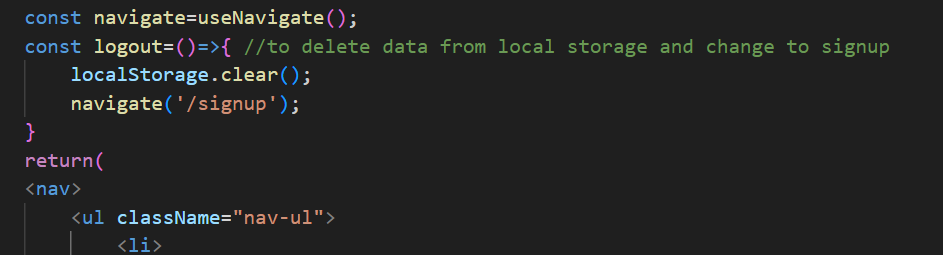 const navigate=useNavigate();
const logout=()=>{ //to delete data from local storage and change to signup
localStorage.clear();
navigate('/signup');
}
return(
<nav>
<ul className="nav-ul">
<li>